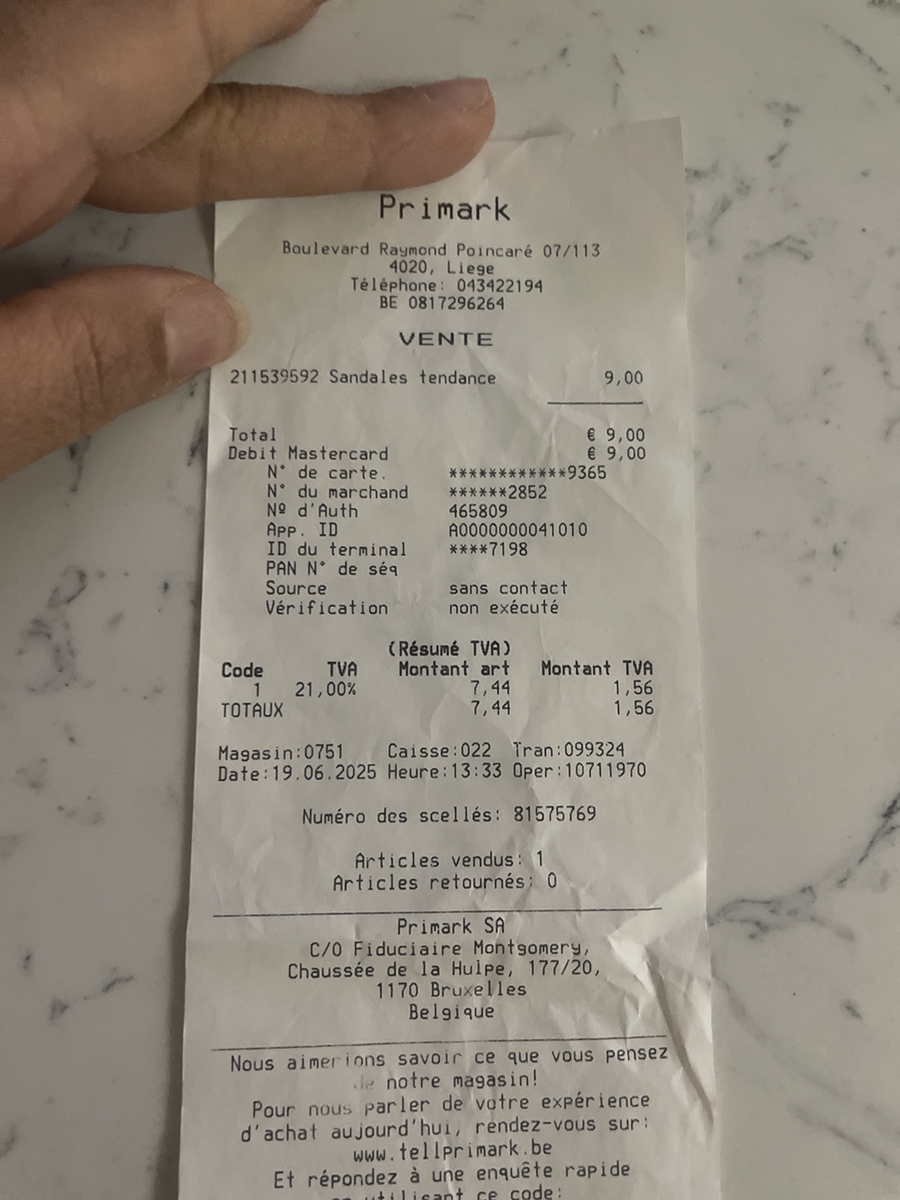 Primark
Boulevard Raymond Poincaré 07/113
4020, Liege
Téléphone: 043422194
BE 0817296264
VENTE
211539592 Sandales tendance 9,00
Total € 9,00
Debit Mastercard € 9,00
N° de carte. ************9365
N° du marchand ******2852
Nº d'Auth 465809
App. ID A0000000041010
ID du terminal ****7198
PAN N° de séq
Source sans contact
Vérification non exécuté
(Résumé TVA)
Code TVA Montant art Montant TVA
1 21,00% 7,44 1,56
TOTAUX 7,44 1,56
Magasin:0751 Caisse:022 Tran:099324
Date:19.06.2025 Heure:13:33 Oper:10711970
Numéro des scellés: 81575769
Articles vendus: 1
Articles retournés: 0
Primark SA
C/O Fiduciaire Montgomery,
Chaussée de la Hulpe, 177/20,
1170 Bruxelles
Belgique
Nous aimerions savoir ce que vous pensez
de notre magasin!
Pour nous parler de votre expérience
d'achat aujourd'hui, rendez-vous sur:
www.tellprimark.be
Et répondez à une enquête rapide
en utilisant ce code: